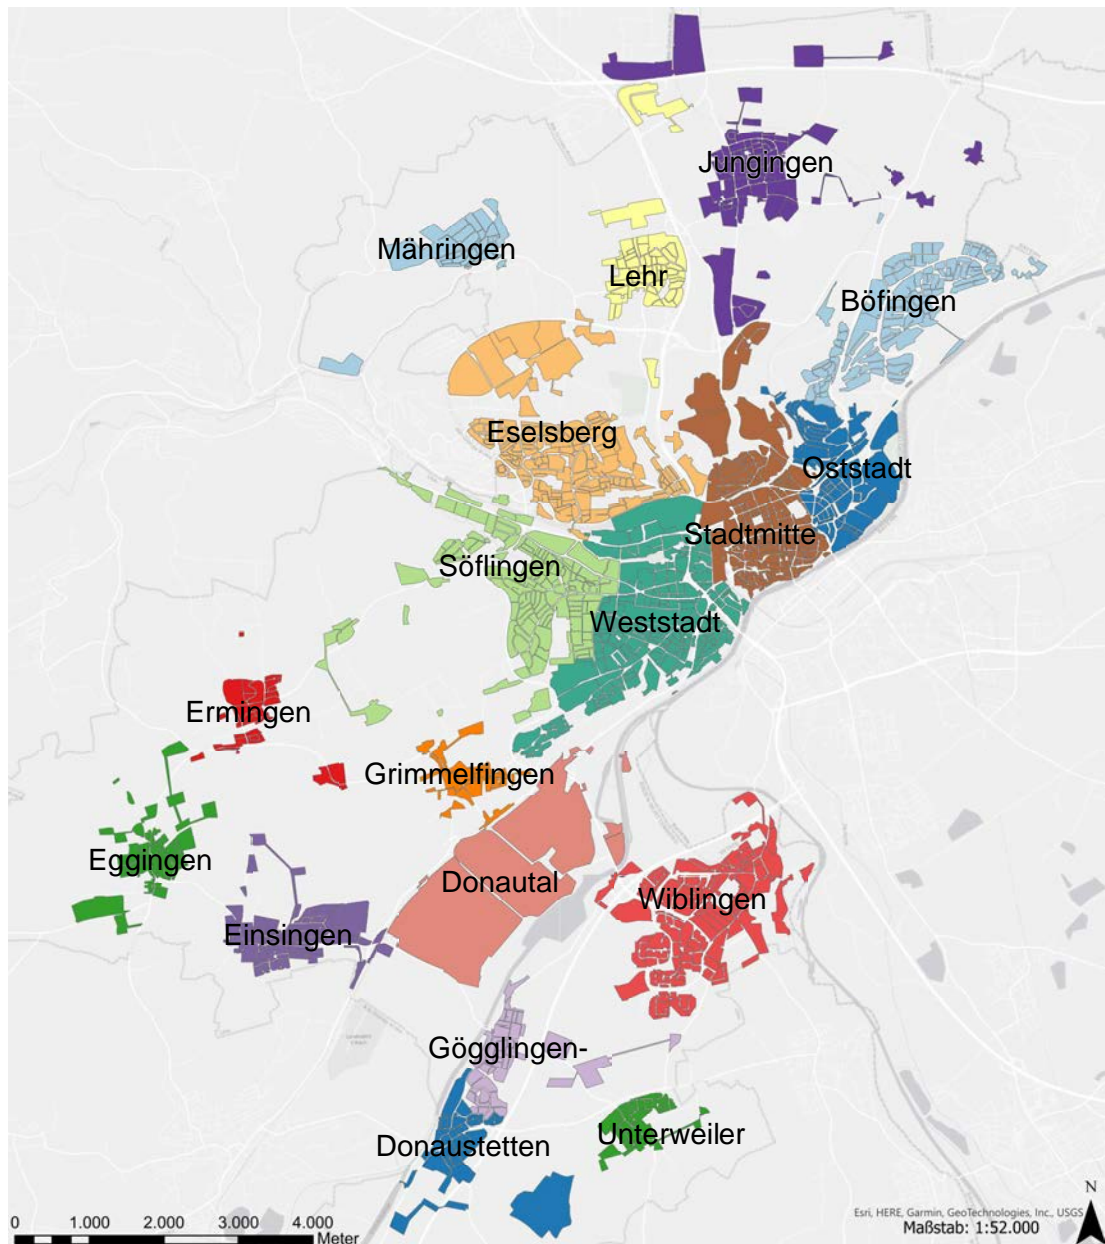 Jungingen
Mähringen
Lehr
Böfingen
Eselsberg
Oststadt
Stadtmitte
Söflingen
Weststadt
Ermingen
Grimmelfingen
Eggingen
Donautal
Wiblingen
Einsingen
Gögglingen-
Donaustetten
Unterweiler
N
0 1.000 2.000 3.000 4.000
Meter
Esri, HERE, Garmin, GeoTechnologies, Inc., USGS
Maßstab: 1:52.000